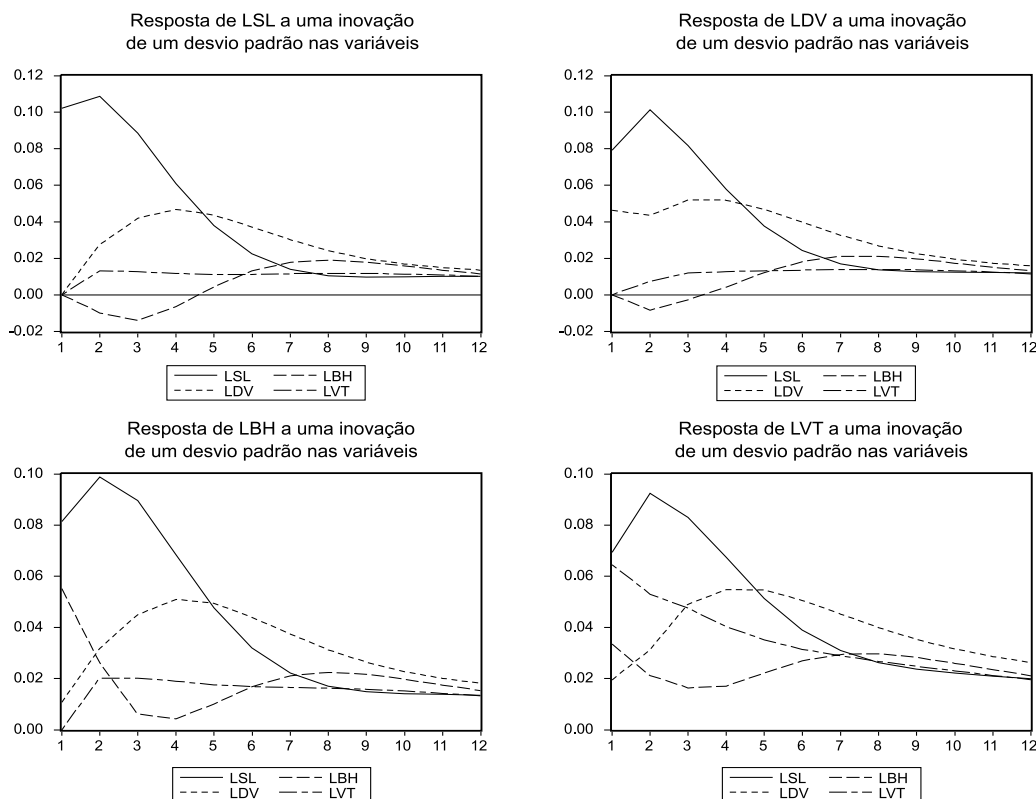 Resposta de LSL a uma inovação
de um desvio padrão nas variáveis
0.12
0.10
0.08
0.06
0.04
0.02
0.00
-0.02
1 2 3 4 5 6 7 8 9 10 11 12
LSL LBH
LDV LVT
Resposta de LDV a uma inovação
de um desvio padrão nas variáveis
0.12
0.10
0.08
0.06
0.04
0.02
0.00
-0.02
1 2 3 4 5 6 7 8 9 10 11 12
LSL LBH
LDV LVT
Resposta de LBH a uma inovação
de um desvio padrão nas variáveis
0.10
0.08
0.06
0.04
0.02
0.00
1 2 3 4 5 6 7 8 9 10 11 12
LSL LBH
LDV LVT
Resposta de LVT a uma inovação
de um desvio padrão nas variáveis
0.10
0.08
0.06
0.04
0.02
0.00
1 2 3 4 5 6 7 8 9 10 11 12
LSL LBH
LDV LVT